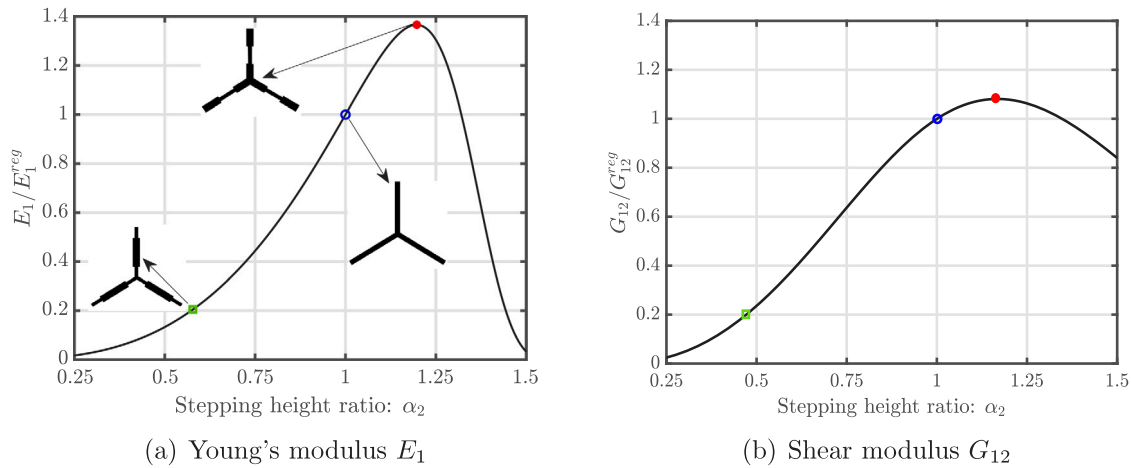 1.4
1.2
1
0.8
0.6
0.4
0.2
0
E₁/E₁ʳᵉᵍ
0.25 0.5 0.75 1 1.25 1.5
Stepping height ratio: α₂
(a) Young's modulus E₁
1.4
1.2
1
0.8
0.6
0.4
0.2
0
G₁₂/G₁₂ʳᵉᵍ
0.25 0.5 0.75 1 1.25 1.5
Stepping height ratio: α₂
(b) Shear modulus G₁₂